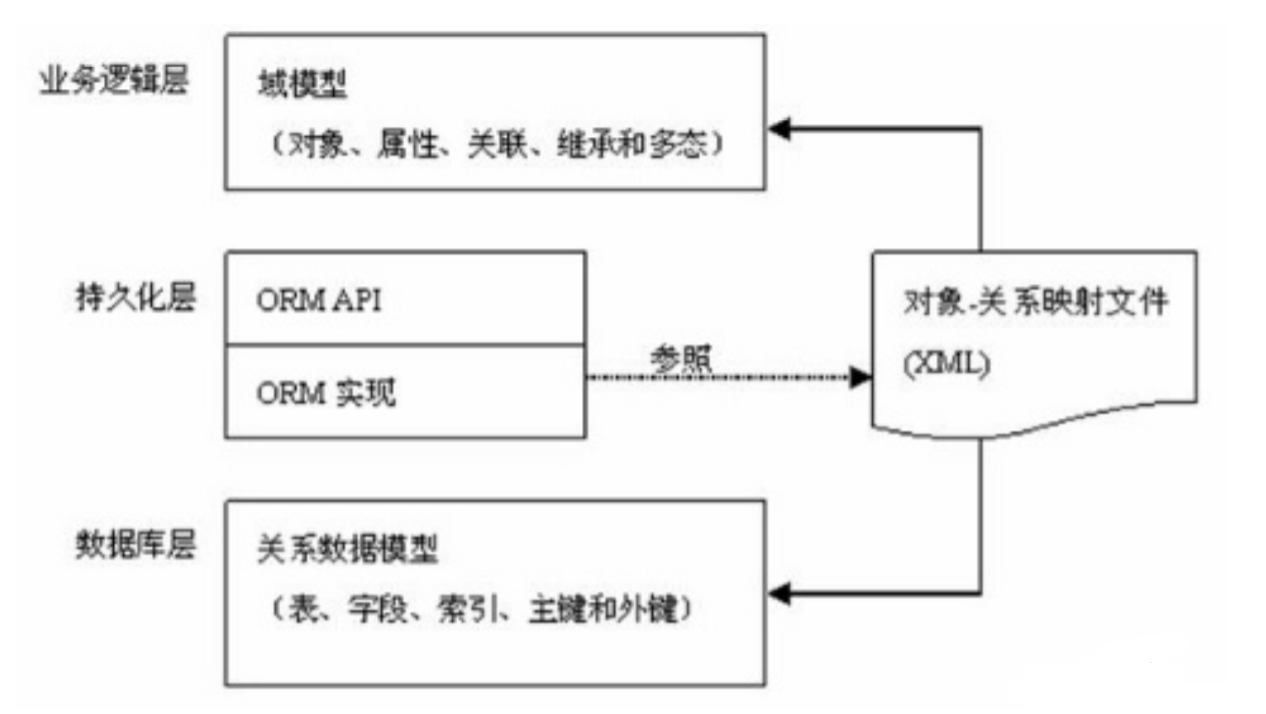 业务逻辑层
域模型
（对象、属性、关联、继承和多态）
持久化层
ORM API
ORM 实现
参照
对象-关系映射文件
(XML)
数据库层
关系数据模型
（表、字段、索引、主键和外键）